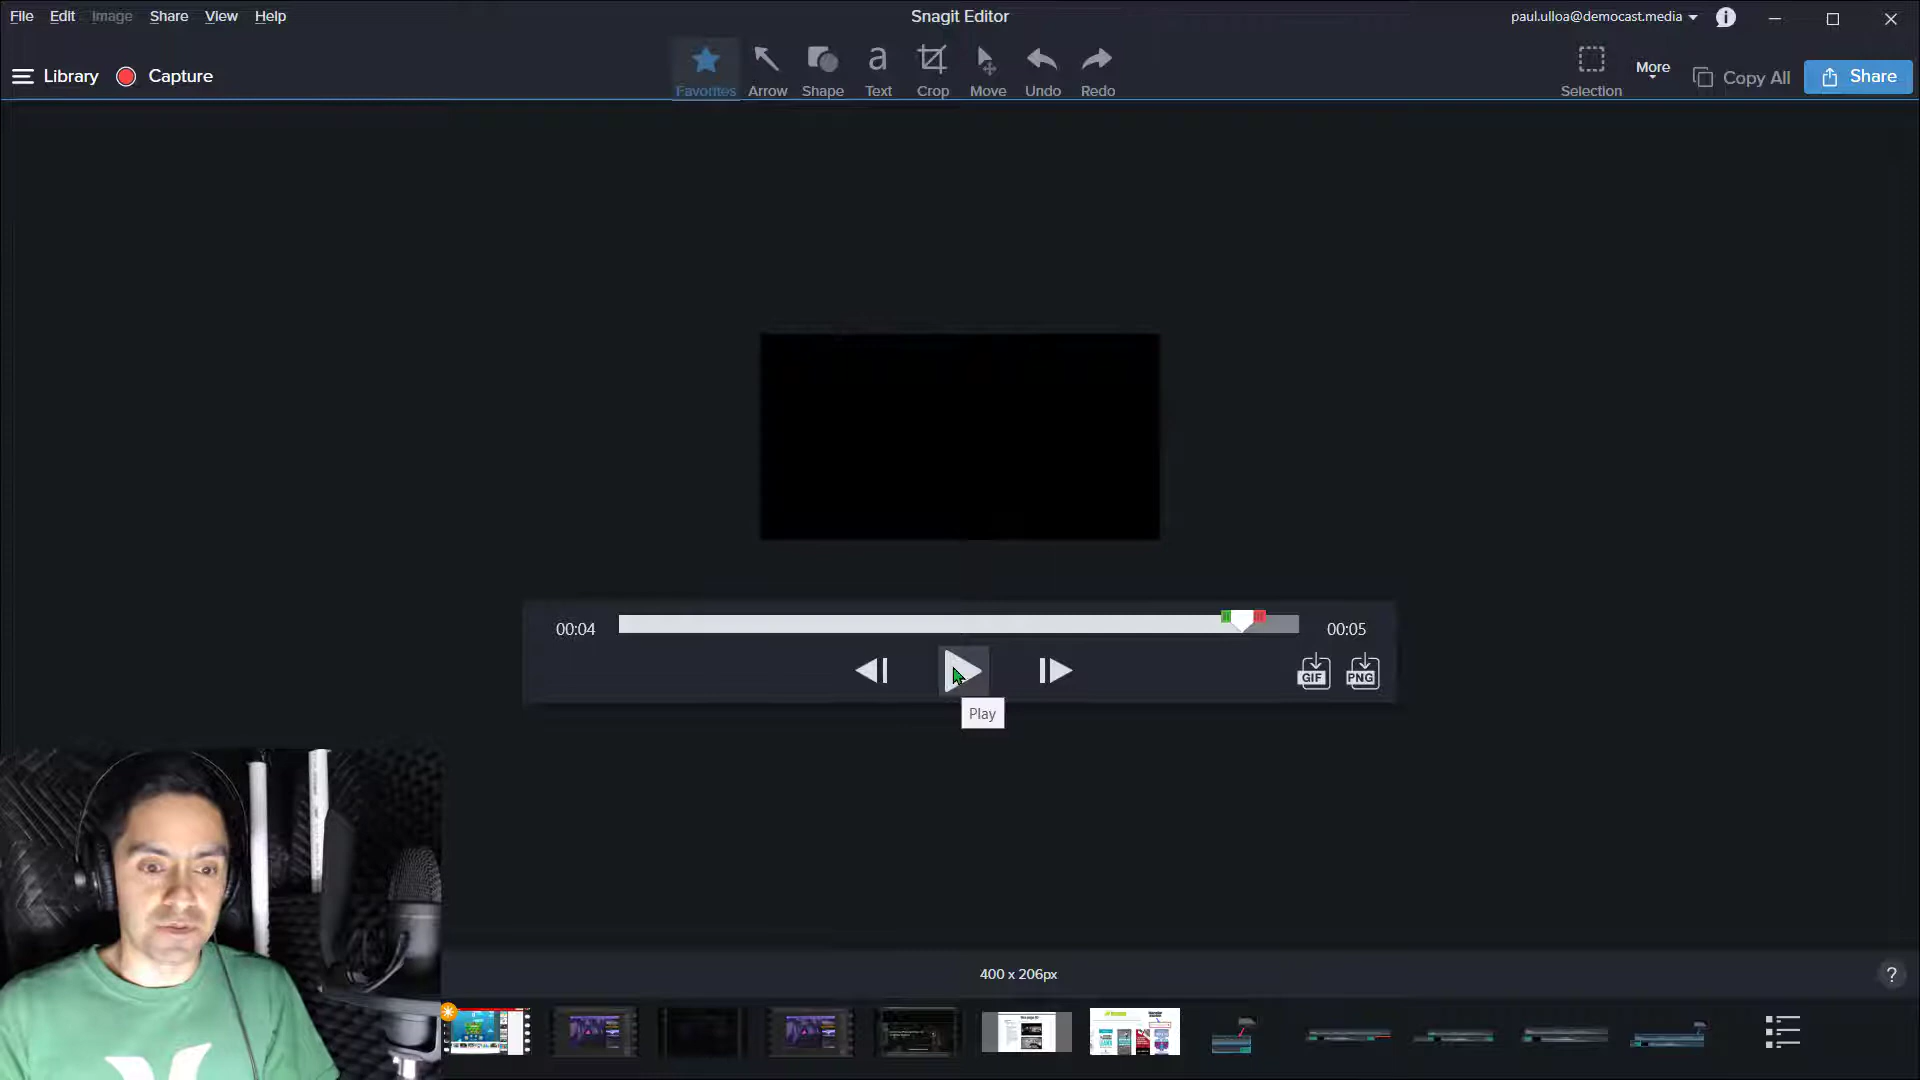 File Edit Image Share View Help
Snagit Editor
paul.ulloa@democast.media
Library Capture
Favorites Arrow Shape a Text Crop Move Undo Redo
Selection
More
Copy All
Share
00:04
00:05
GIF
PNG
Play
400 x 206px
?